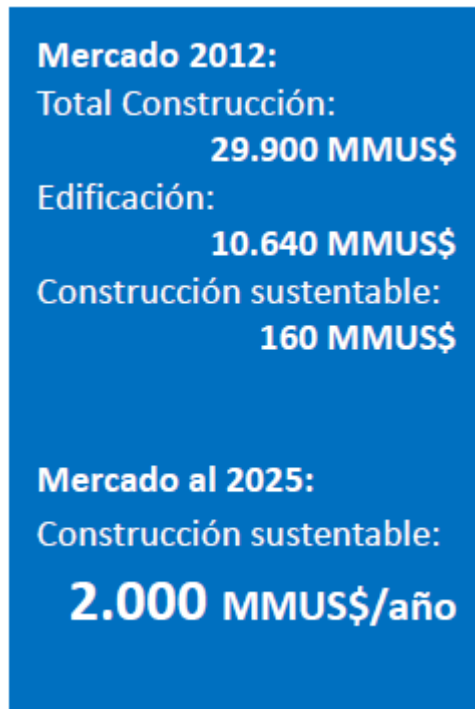 Mercado 2012:
Total Construcción:
29.900 MMUS$
Edificación:
10.640 MMUS$
Construcción sustentable:
160 MMUS$
Mercado al 2025:
Construcción sustentable:
2.000 MMUS$/año